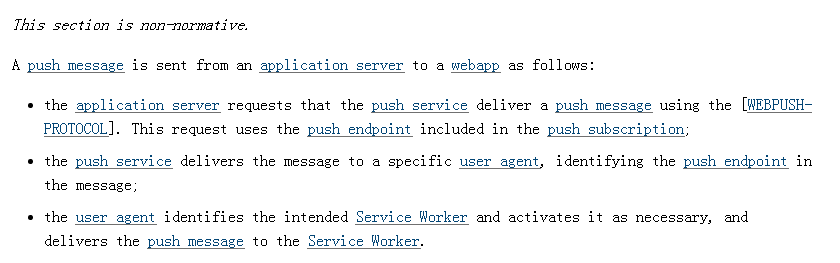 This section is non-normative.
A push message is sent from an application server to a webapp as follows:
• the application server requests that the push service deliver a push message using the [WEBPUSH-
PROTOCOL]. This request uses the push endpoint included in the push subscription;
• the push service delivers the message to a specific user agent, identifying the push endpoint in
the message;
• the user agent identifies the intended Service Worker and activates it as necessary, and
delivers the push message to the Service Worker.